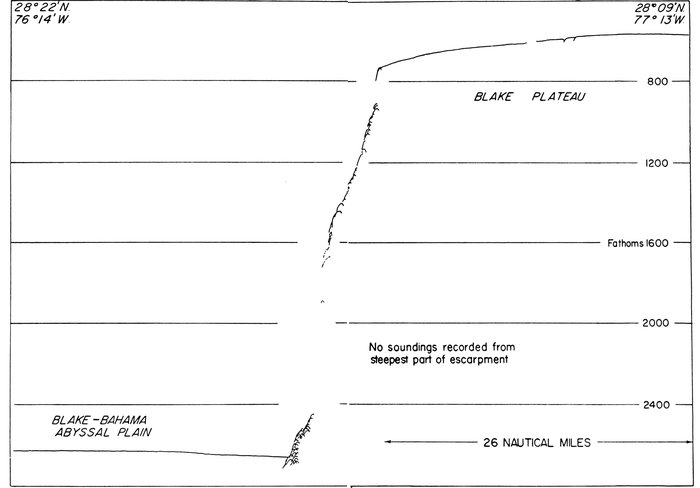 28° 22' N.
76° 14' W.
28° 09' N.
77° 13' W.
800
BLAKE PLATEAU
1200
Fathoms 1600
2000
No soundings recorded from
steepest part of escarpment
2400
BLAKE-BAHAMA
ABYSSAL PLAIN
26 NAUTICAL MILES